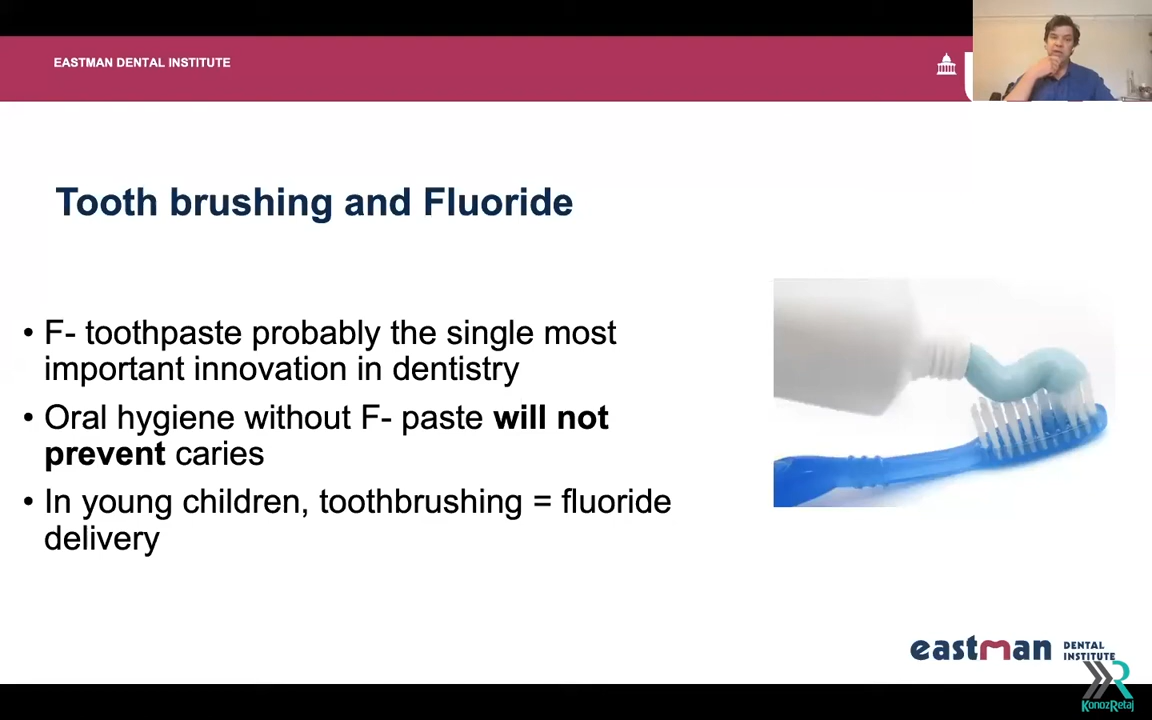 EASTMAN DENTAL INSTITUTE
Tooth brushing and Fluoride
• F- toothpaste probably the single most
important innovation in dentistry
• Oral hygiene without F- paste will not
prevent caries
• In young children, toothbrushing = fluoride
delivery
eastman DENTAL
INSTITUTE
KonozRetaj